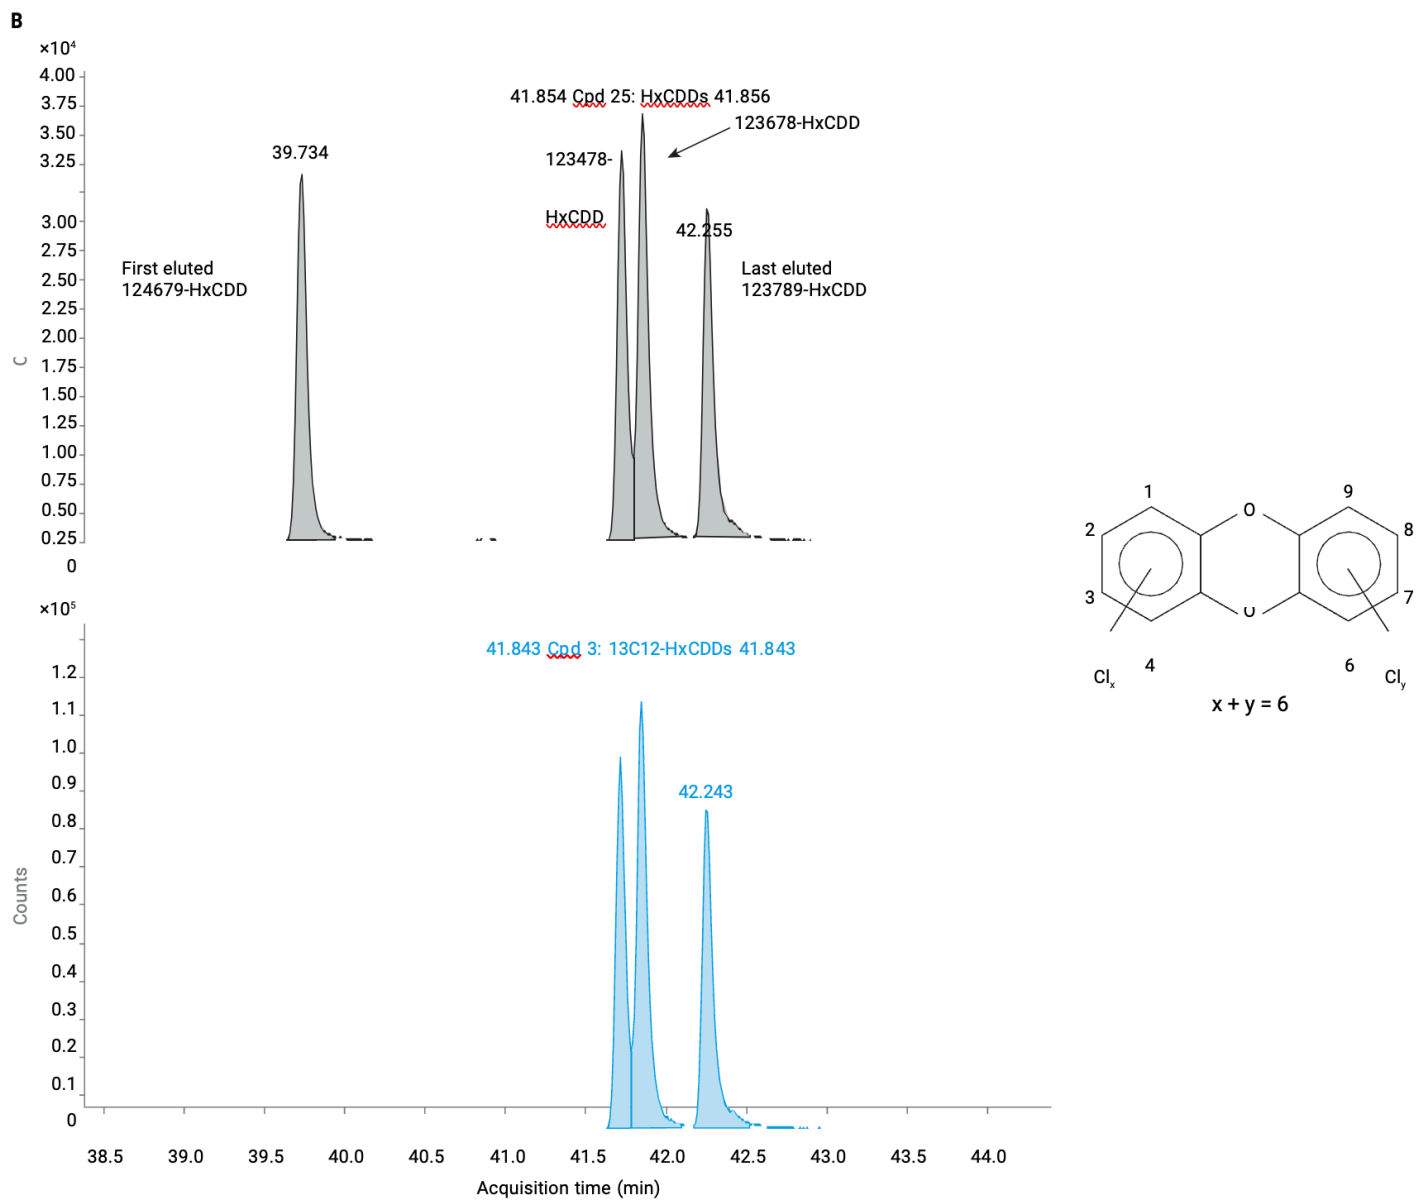 B
×10⁴
4.00
3.75
3.50
3.25
3.00
2.75
2.50
2.25
2.00
1.75
1.50
1.25
1.00
0.75
0.50
0.25
0
C
41.854 Cpd 25: HxCDDs 41.856
123678-HxCDD
39.734
123478-
HxCDD
42.255
First eluted
124679-HxCDD
Last eluted
123789-HxCDD
×10⁵
1.2
1.1
1.0
0.9
0.8
0.7
0.6
0.5
0.4
0.3
0.2
0.1
0
Counts
41.843 Cpd 3: 13C12-HxCDDs 41.843
42.243
38.5 39.0 39.5 40.0 40.5 41.0 41.5 42.0 42.5 43.0 43.5 44.0
Acquisition time (min)
1 9
O
2 8
3 7
O
4 6
Clₓ Clᵧ
x + y = 6